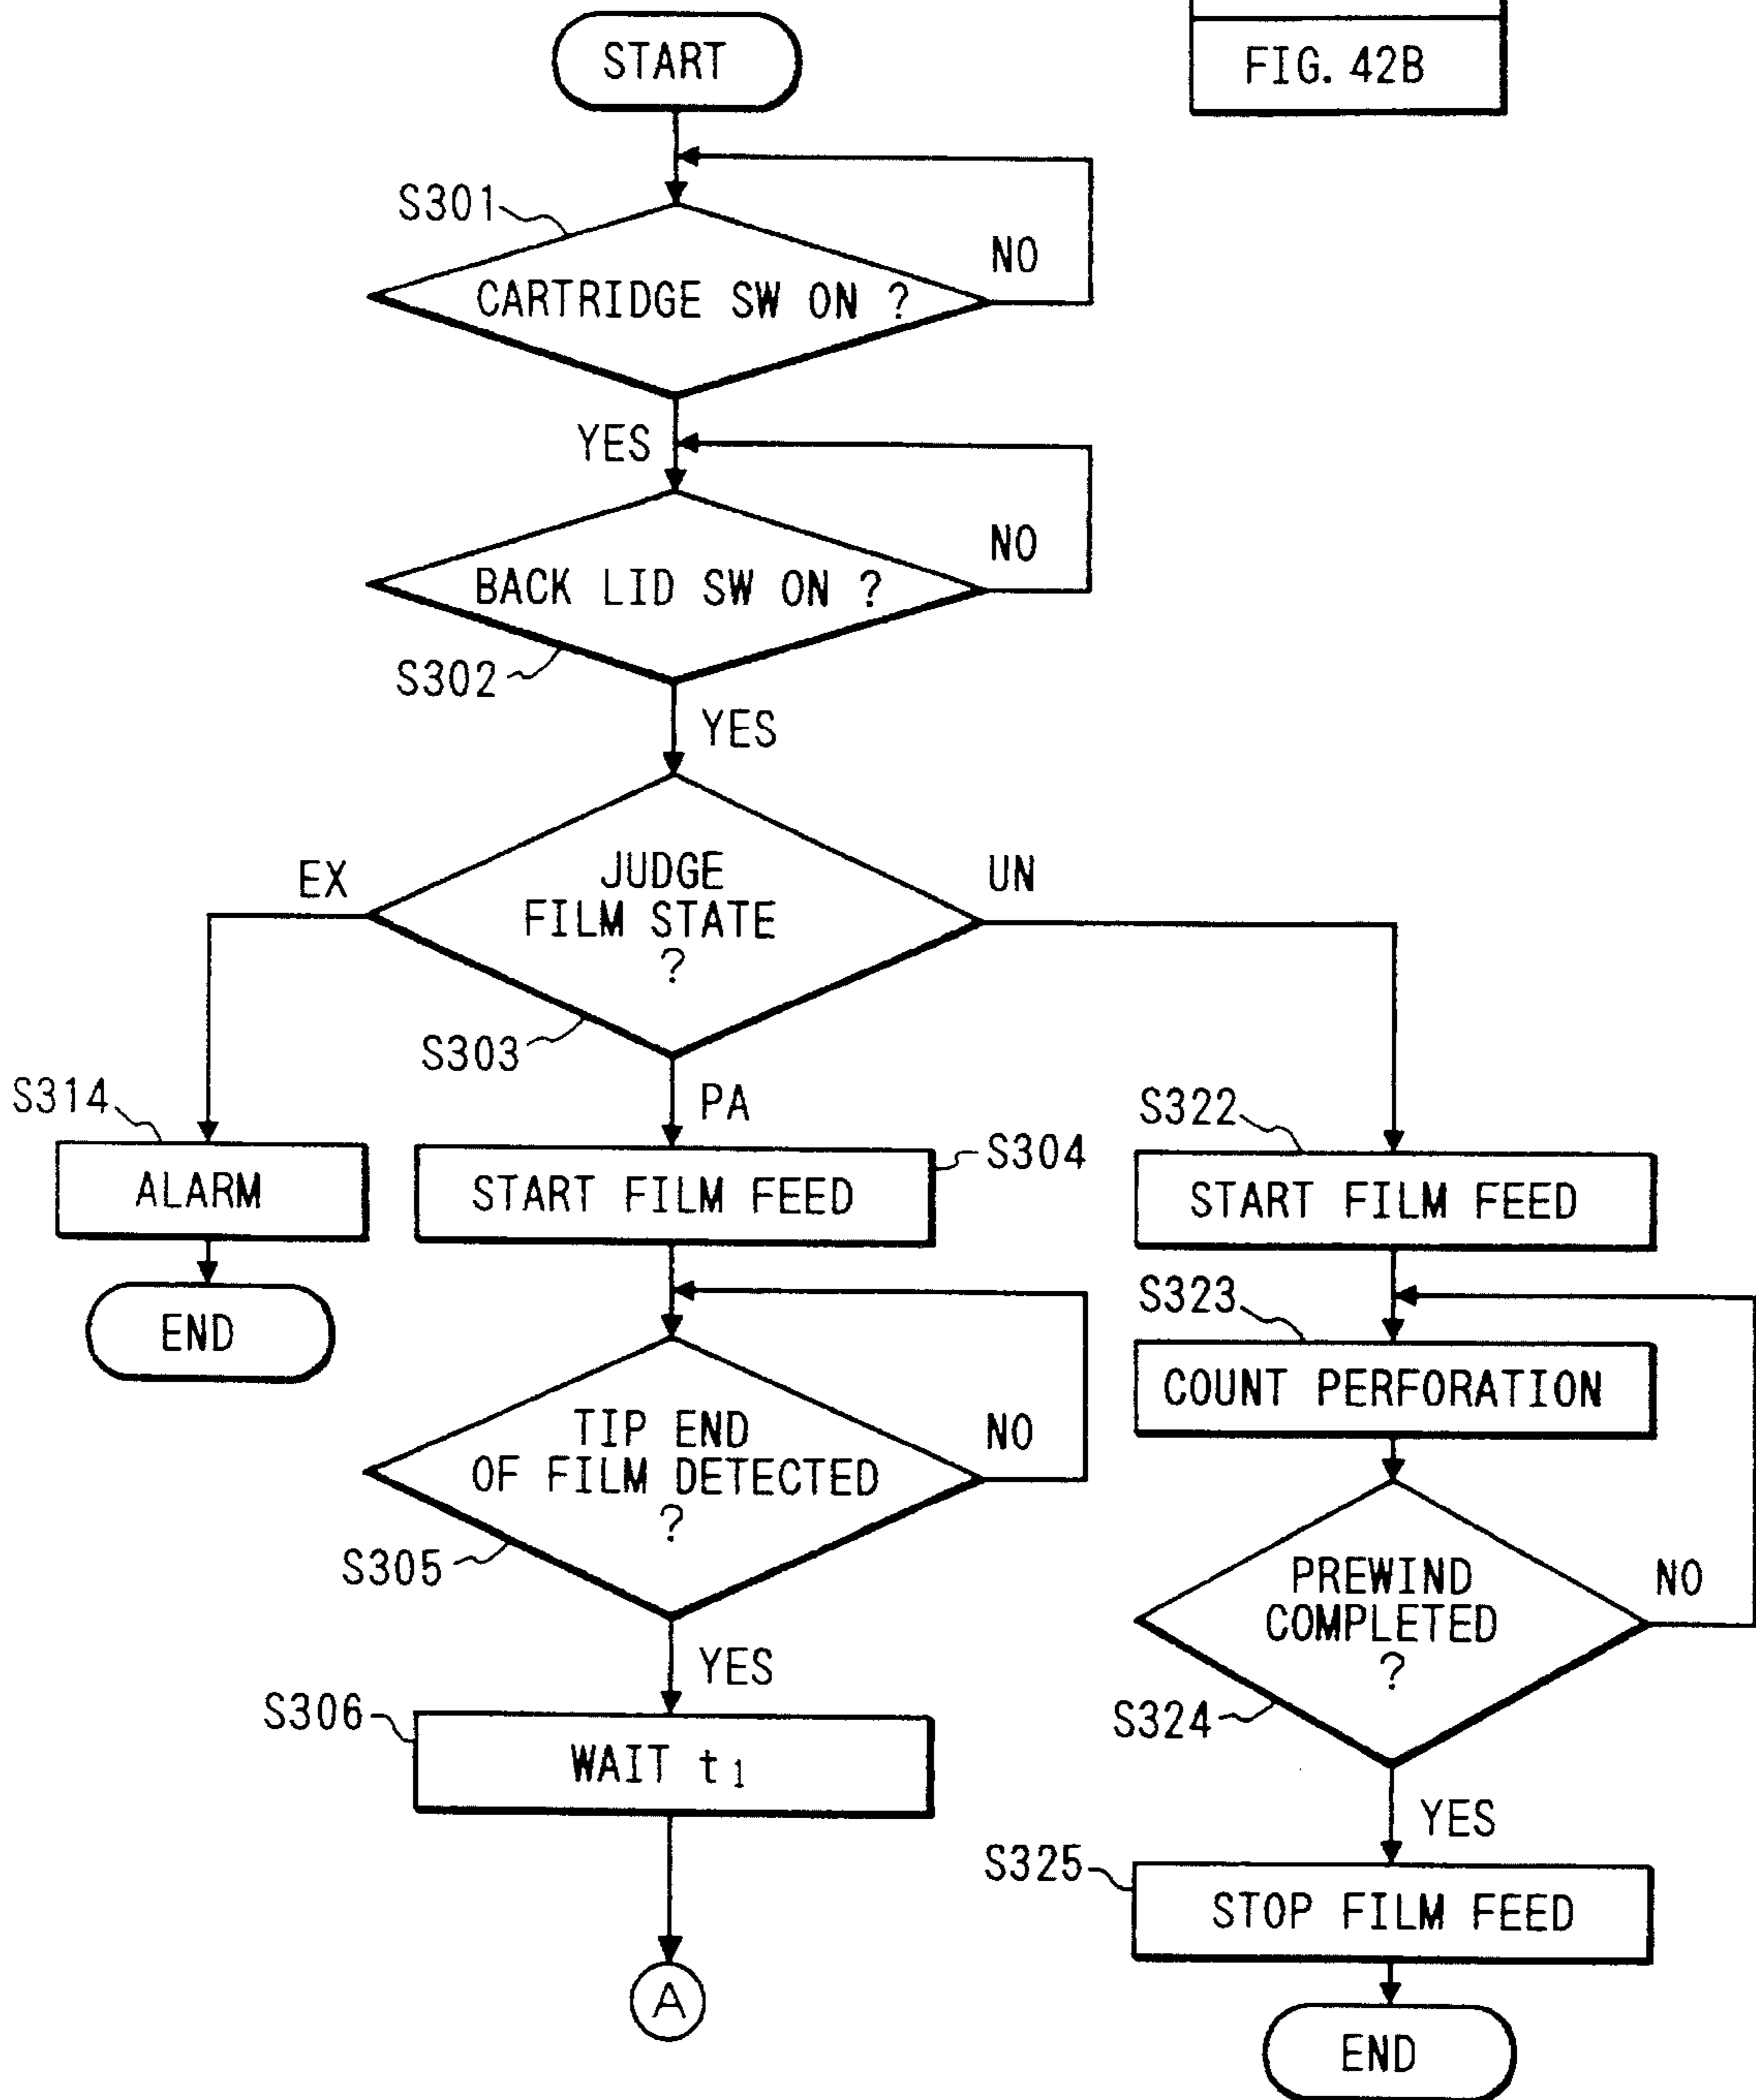 START
FIG. 42B
S301
NO
CARTRIDGE SW ON ?
YES
NO
BACK LID SW ON ?
S302
YES
EX
JUDGE
FILM STATE
?
UN
S303
S314
PA
S322
ALARM
START FILM FEED
S304
START FILM FEED
END
S323
COUNT PERFORATION
TIP END
OF FILM DETECTED
?
NO
S305
PREWIND
COMPLETED
?
NO
YES
S306
S324
WAIT t1
YES
S325
STOP FILM FEED
A
END